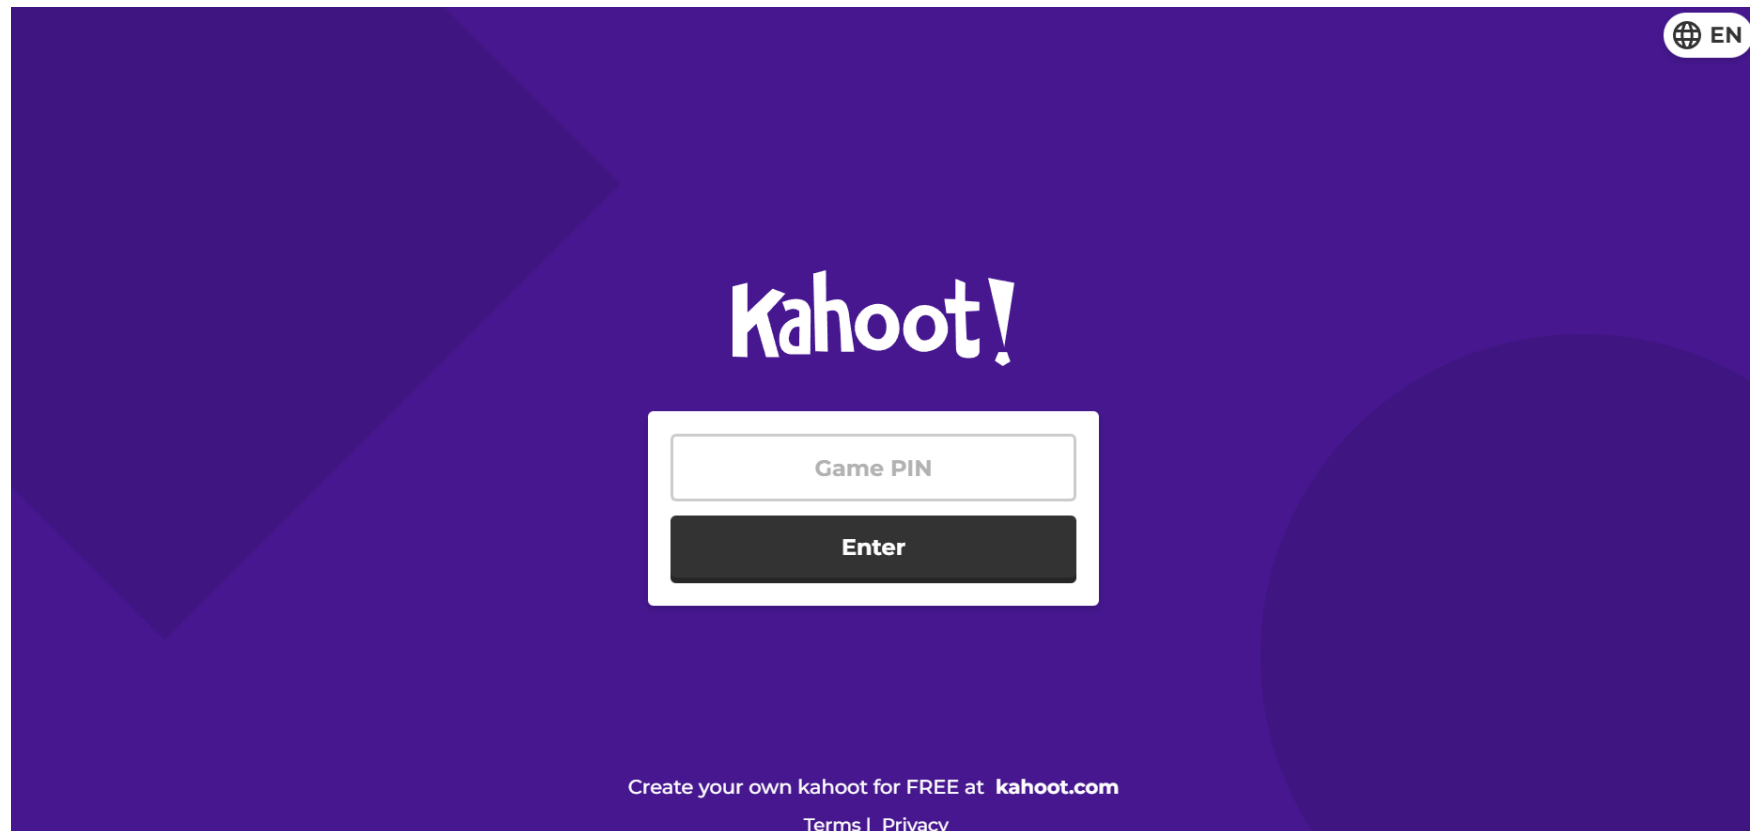 EN
Kahoot!
Game PIN
Enter
Create your own kahoot for FREE at kahoot.com
Terms | Privacy